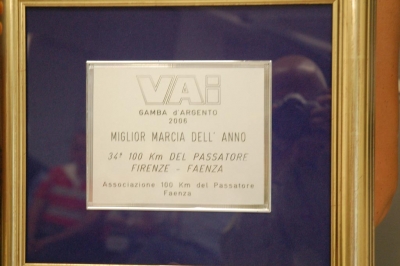 VAi
GAMBA d'ARGENTO
2006
MIGLIOR MARCIA DELL' ANNO
34ª 100 Km DEL PASSATORE
FIRENZE - FAENZA
Associazione 100 Km del Passatore
Faenza